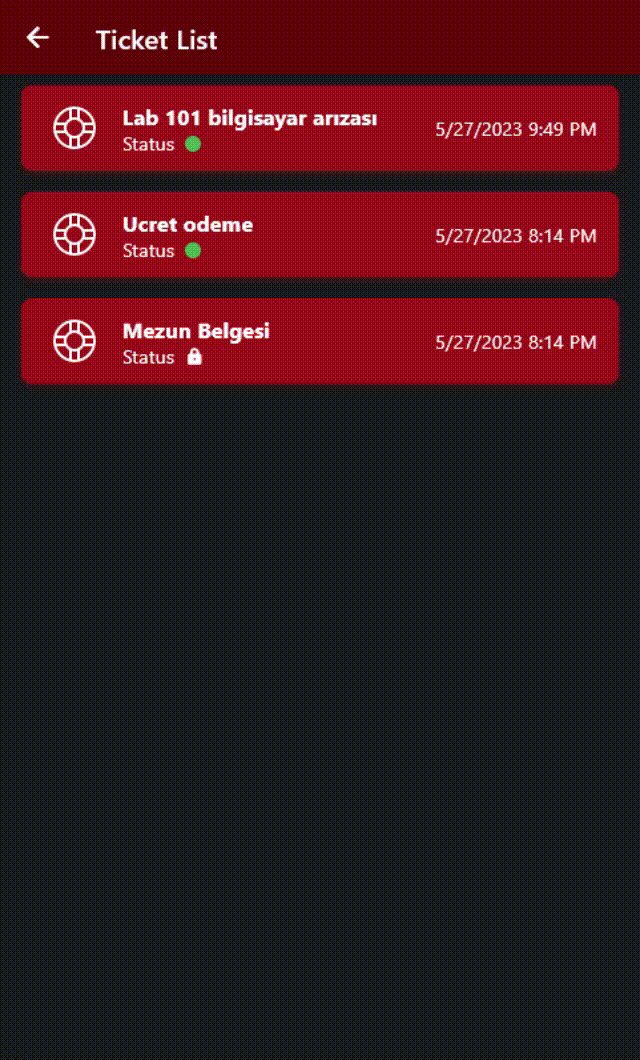 Ticket List
Lab 101 bilgisayar arızası
Status
5/27/2023 9:49 PM
Ucret odeme
Status
5/27/2023 8:14 PM
Mezun Belgesi
Status
5/27/2023 8:14 PM